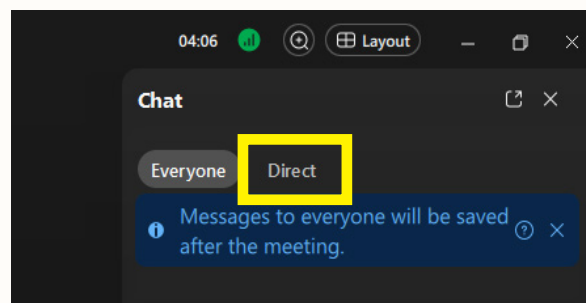 04:06 Layout
Chat
Everyone Direct
Messages to everyone will be saved
after the meeting.